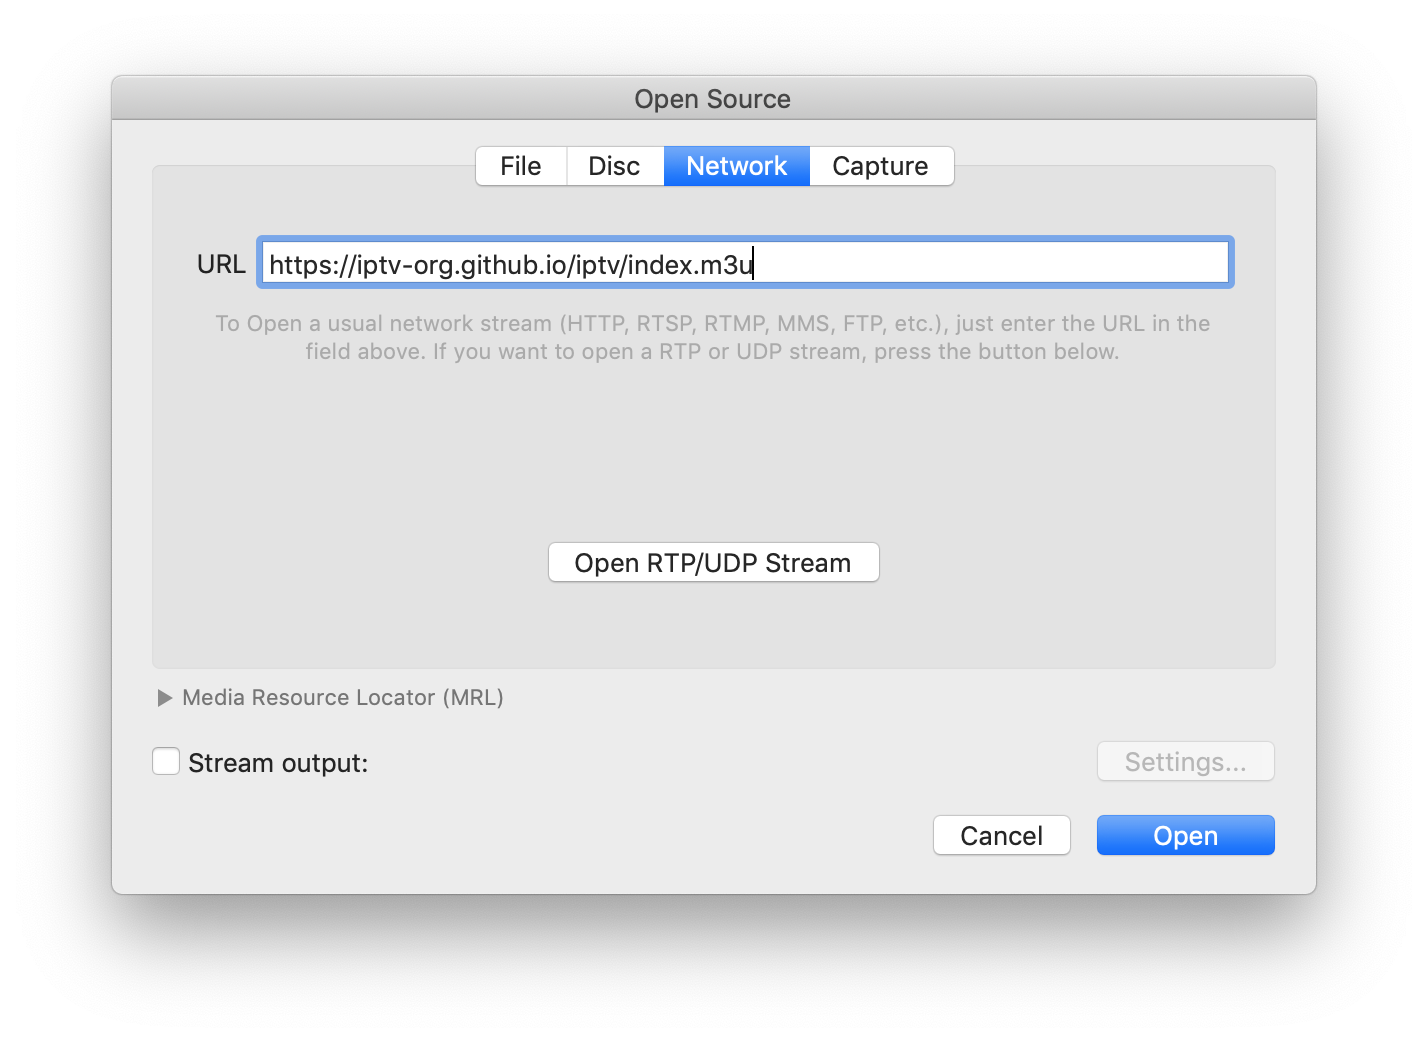 Open Source
File Disc Network Capture
URL https://iptv-org.github.io/iptv/index.m3u
To Open a usual network stream (HTTP, RTSP, RTMP, MMS, FTP, etc.), just enter the URL in the
field above. If you want to open a RTP or UDP stream, press the button below.
Open RTP/UDP Stream
Media Resource Locator (MRL)
Stream output: Settings...
Cancel Open